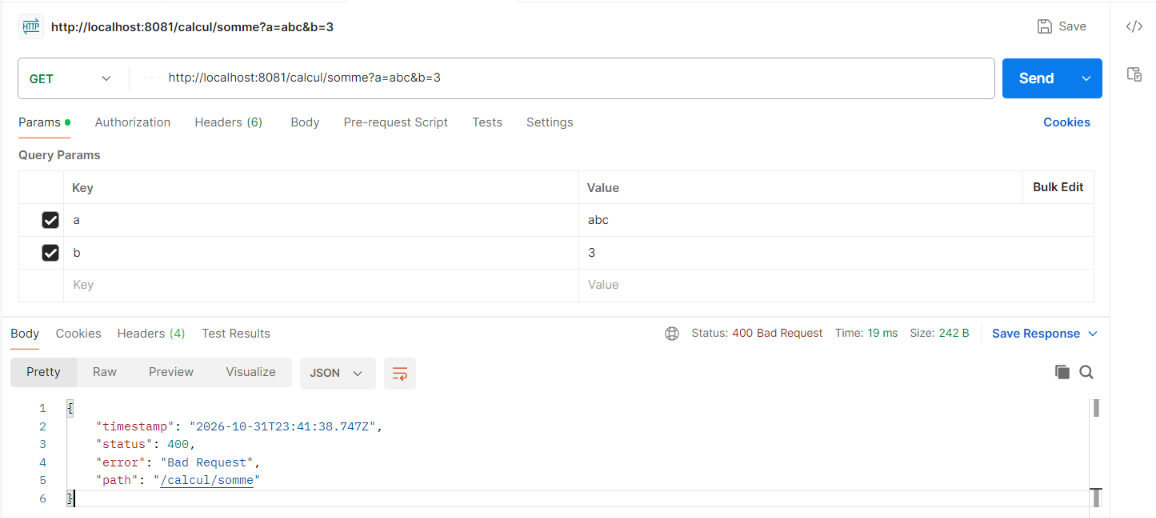 HTTP http://localhost:8081/calcul/somme?a=abc&b=3 Save </>
GET http://localhost:8081/calcul/somme?a=abc&b=3 Send
Params Authorization Headers (6) Body Pre-request Script Tests Settings Cookies
Query Params
Key Value Bulk Edit
a abc
b 3
Key Value
Body Cookies Headers (4) Test Results Status: 400 Bad Request Time: 19 ms Size: 242 B Save Response
Pretty Raw Preview Visualize JSON
1 {
2 "timestamp": "2026-10-31T23:41:38.747Z",
3 "status": 400,
4 "error": "Bad Request",
5 "path": "/calcul/somme"
6 }